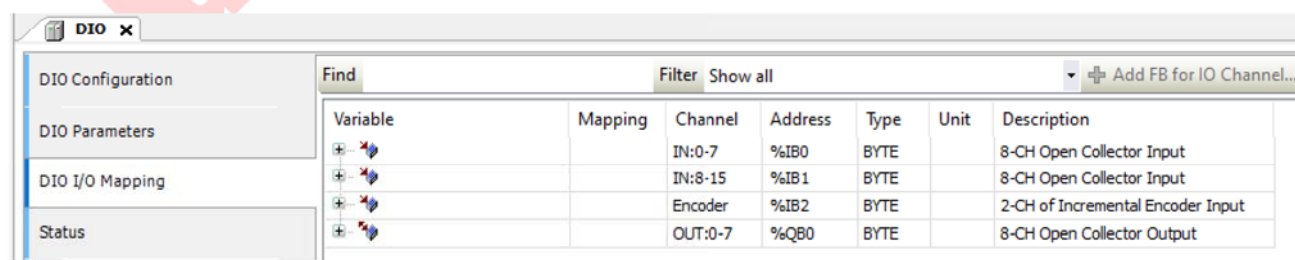 DIO
DIO Configuration
DIO Parameters
DIO I/O Mapping
Status
Find Filter Show all Add FB for IO Channel...
Variable Mapping Channel Address Type Unit Description
IN:0-7 %IB0 BYTE 8-CH Open Collector Input
IN:8-15 %IB1 BYTE 8-CH Open Collector Input
Encoder %IB2 BYTE 2-CH of Incremental Encoder Input
OUT:0-7 %QB0 BYTE 8-CH Open Collector Output